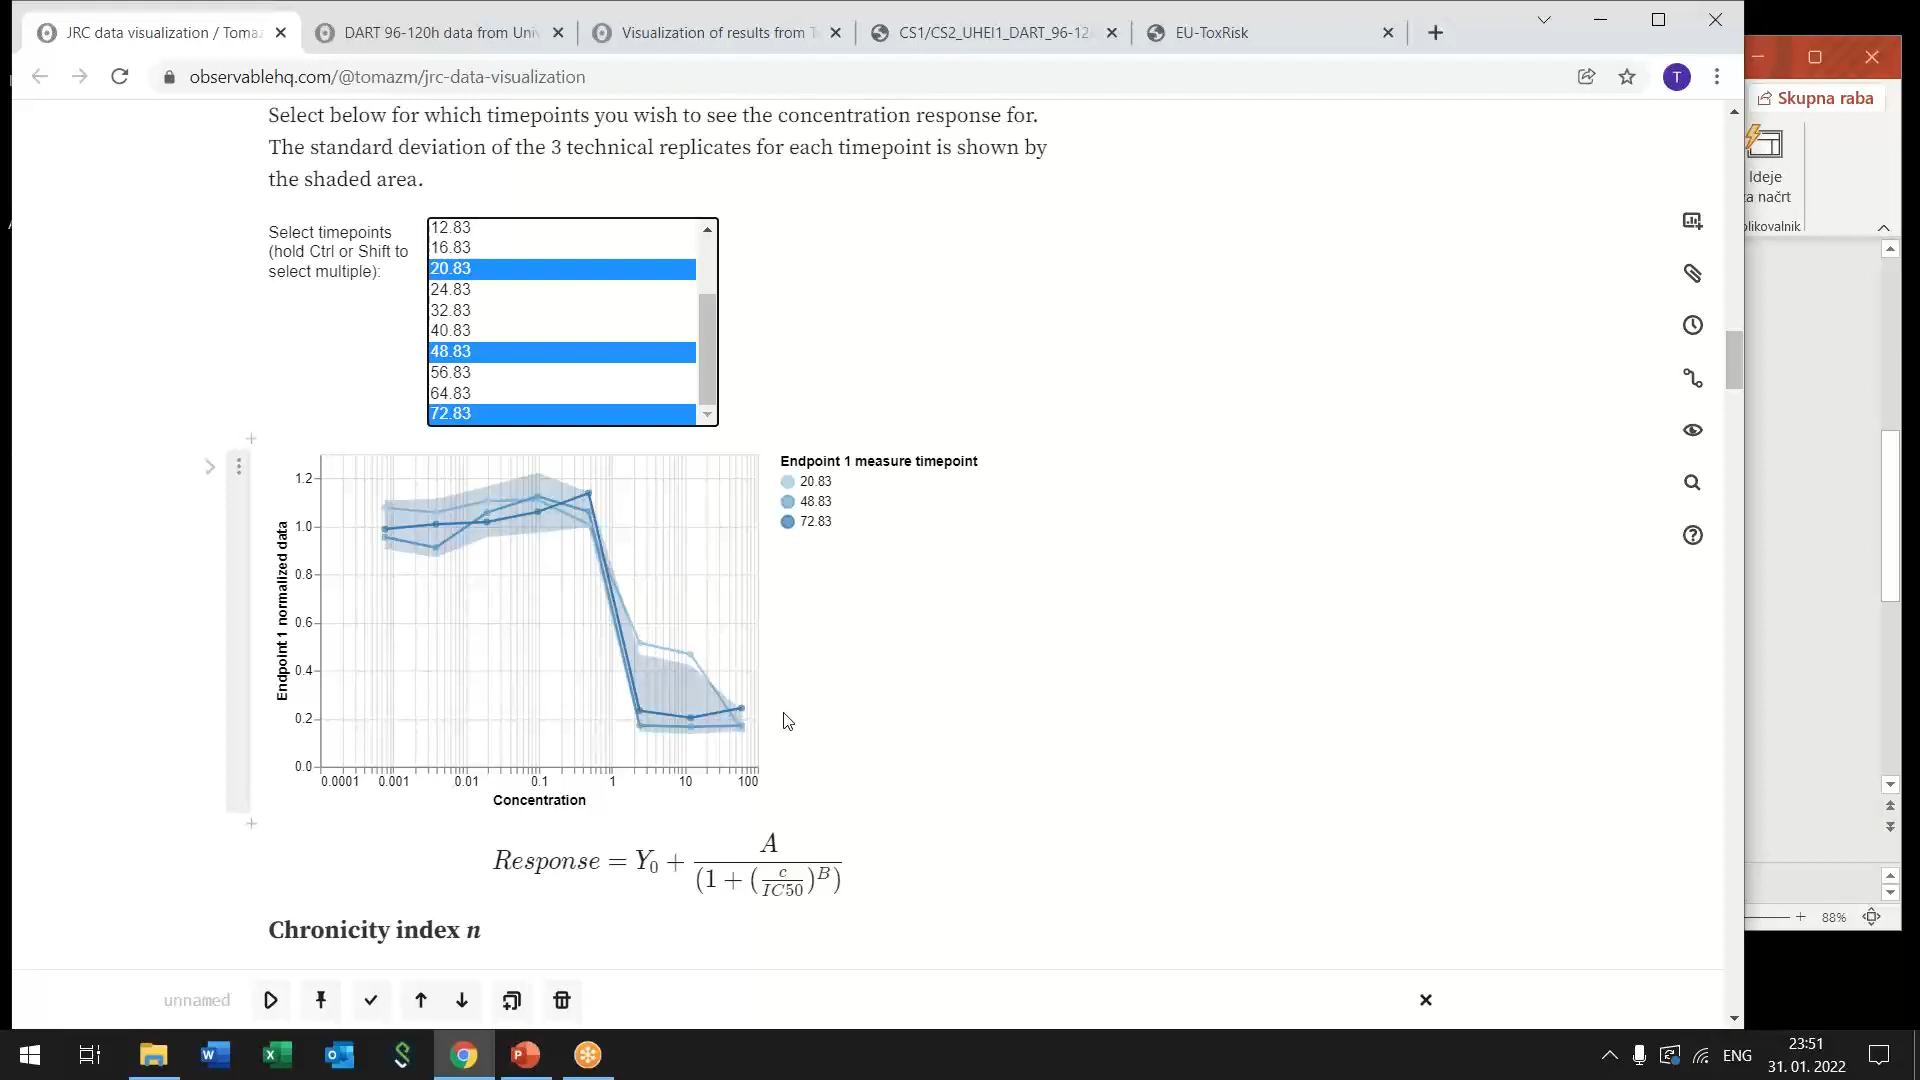 JRC data visualization / Toma
DART 96-120h data from Uni
Visualization of results from T
CS1/CS2_UHEI1_DART_96-12
EU-ToxRisk
observablehq.com/@tomazm/jrc-data-visualization
T
Skupna raba
Ideje
za načrt
olikovalnik
Select below for which timepoints you wish to see the concentration response for.
The standard deviation of the 3 technical replicates for each timepoint is shown by
the shaded area.
Select timepoints
(hold Ctrl or Shift to
select multiple):
12.83
16.83
20.83
24.83
32.83
40.83
48.83
56.83
64.83
72.83
Endpoint 1 measure timepoint
20.83
48.83
72.83
Endpoint 1 normalized data
1.2
1.0
0.8
0.6
0.4
0.2
0.0
0.0001 0.001 0.01 0.1 1 10 100
Concentration
Response = Y₀ + A / (1 + (c / IC50)^B)
Chronicity index n
unnamed
88%
ENG
23:51
31. 01. 2022